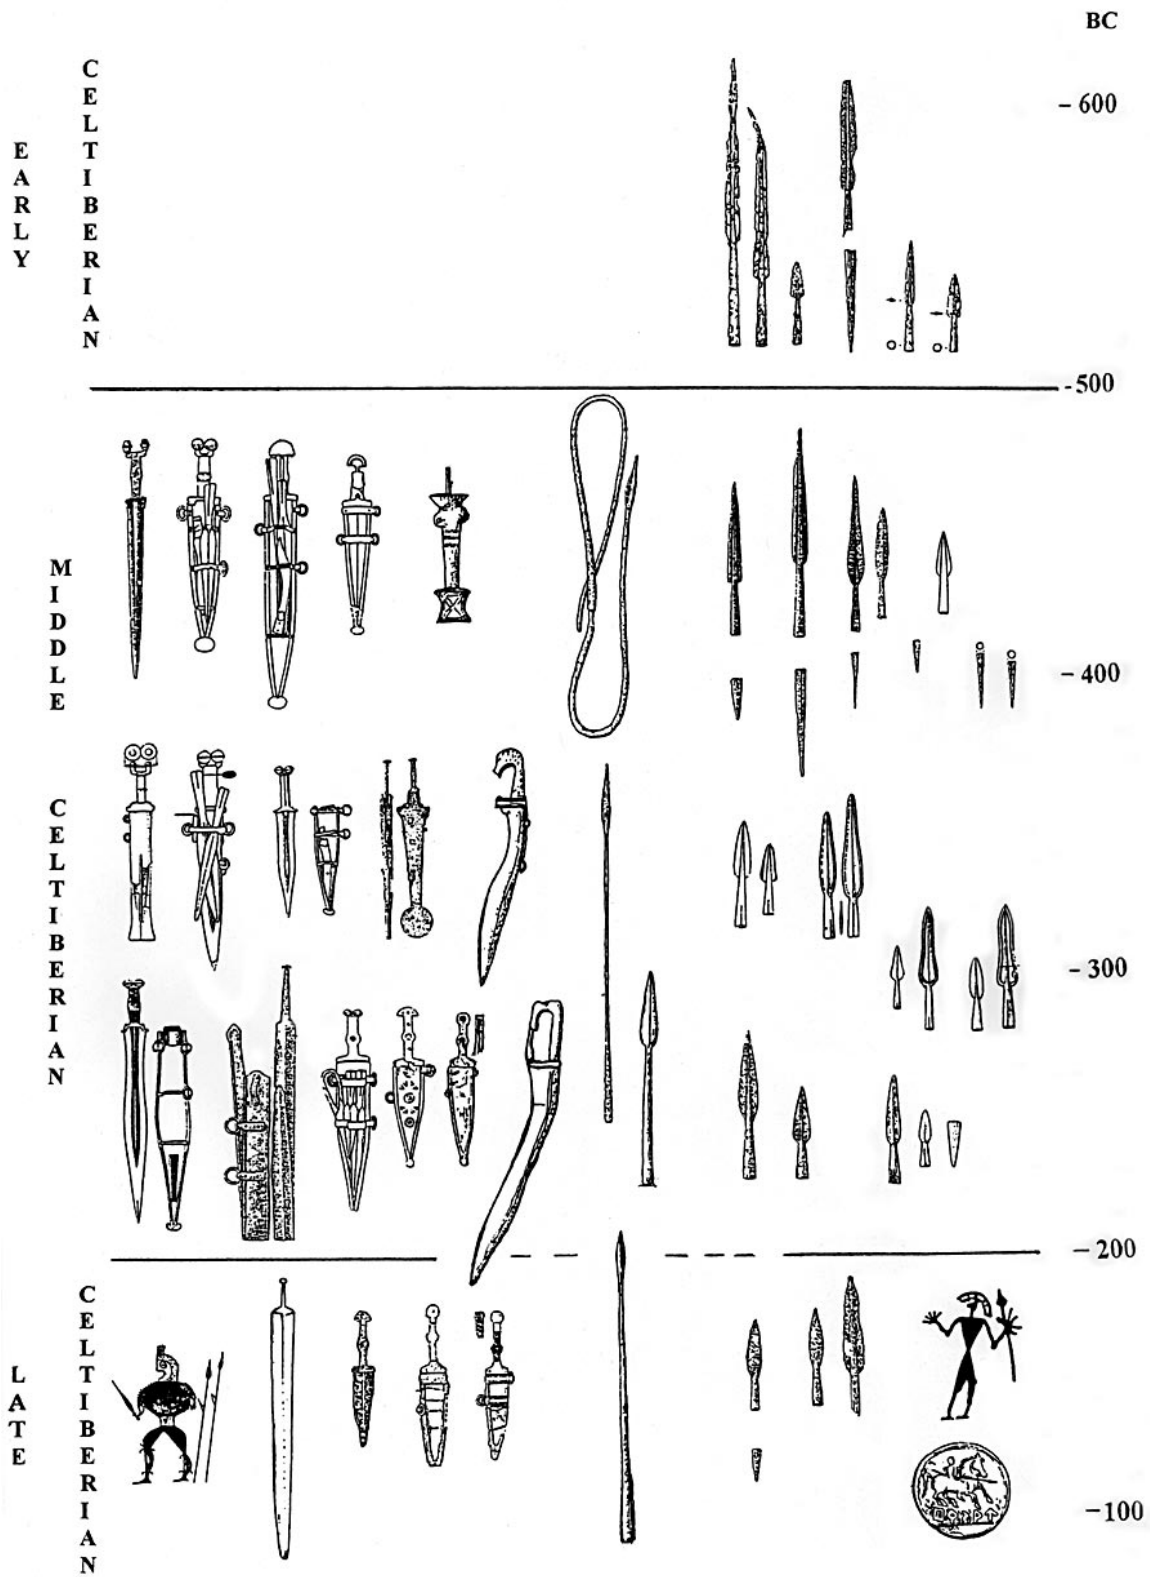 BC
EARLY
CELTIBERIAN
- 600
-500
MIDDLE
CELTIBERIAN
- 400
- 300
- 200
LATE
CELTIBERIAN
-100